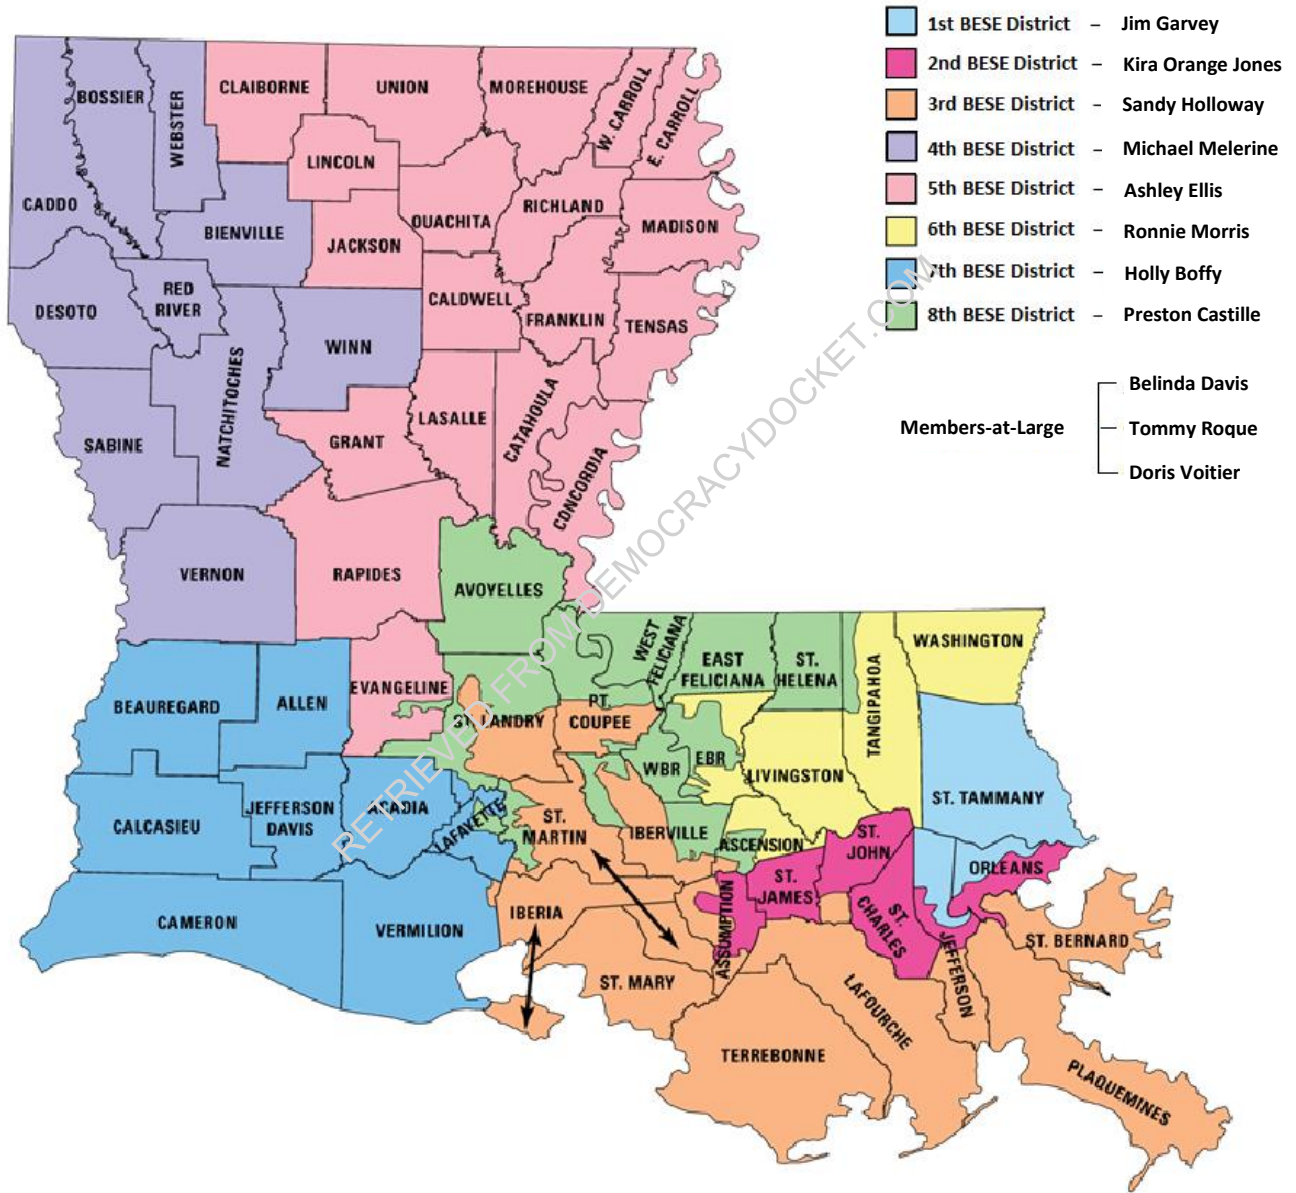 1st BESE District – Jim Garvey
2nd BESE District – Kira Orange Jones
3rd BESE District – Sandy Holloway
4th BESE District – Michael Melerine
5th BESE District – Ashley Ellis
6th BESE District – Ronnie Morris
7th BESE District – Holly Boffy
8th BESE District – Preston Castille
Members-at-Large
Belinda Davis
Tommy Roque
Doris Voitier
CADDO
BOSSIER
WEBSTER
CLAIBORNE
UNION
MOREHOUSE
W. CARROLL
E. CARROLL
LINCOLN
BIENVILLE
JACKSON
OUACHITA
RICHLAND
MADISON
DESOTO
RED
RIVER
NATCHITOCHES
WINN
CALDWELL
FRANKLIN
TENSAS
SABINE
GRANT
LASALLE
CATAHOULA
CONCORDIA
VERNON
RAPIDES
AVOYELLES
BEAUREGARD
ALLEN
EVANGELINE
ST. LANDRY
PT.
COUPEE
WEST
FELICIANA
EAST
FELICIANA
ST.
HELENA
TANGIPAHOA
WASHINGTON
CALCASIEU
JEFFERSON
DAVIS
ACADIA
LAFAYETTE
ST.
MARTIN
IBERVILLE
WBR
EBR
LIVINGSTON
ST. TAMMANY
ASCENSION
ST.
JOHN
ORLEANS
CAMERON
VERMILION
IBERIA
ST. MARY
ASSUMPTION
ST.
JAMES
ST.
CHARLES
JEFFERSON
ST. BERNARD
TERREBONNE
LAFOURCHE
PLAQUEMINES
RETRIEVED FROM DEMOCRACYDOCKET.COM